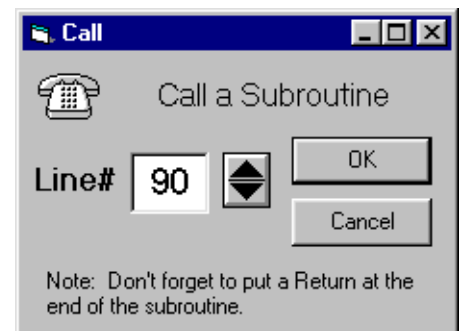 Call
Call a Subroutine
Line# 90
OK
Cancel
Note: Don't forget to put a Return at the
end of the subroutine.